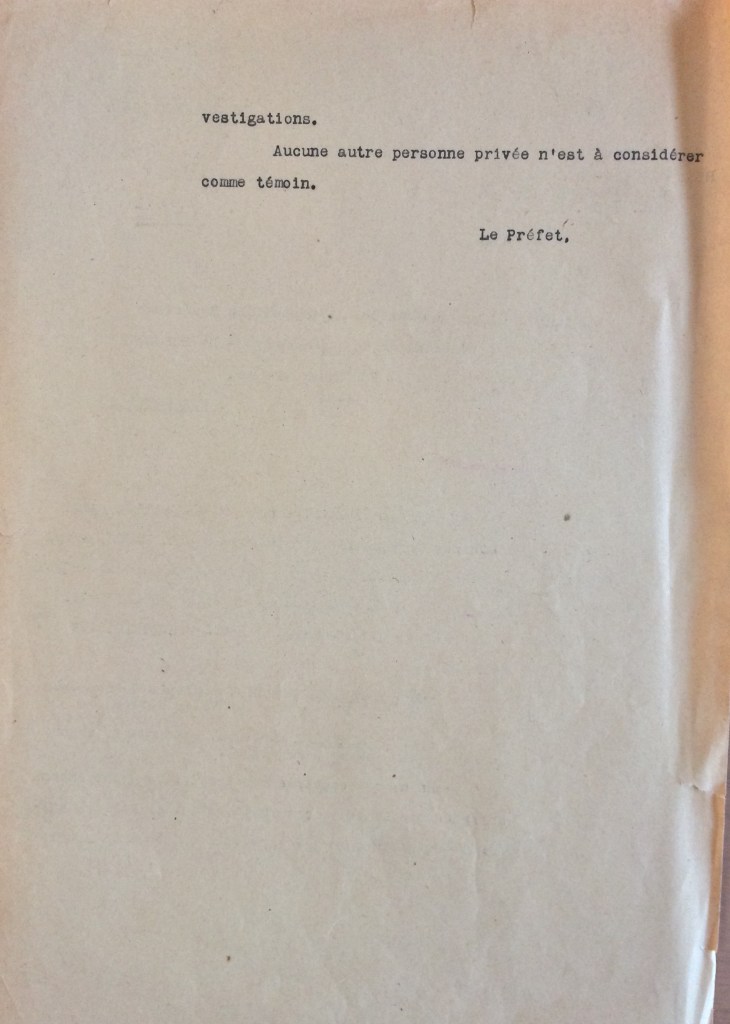 vestigations.
Aucune autre personne privée n'est à considérer
comme témoin.
Le Préfet,